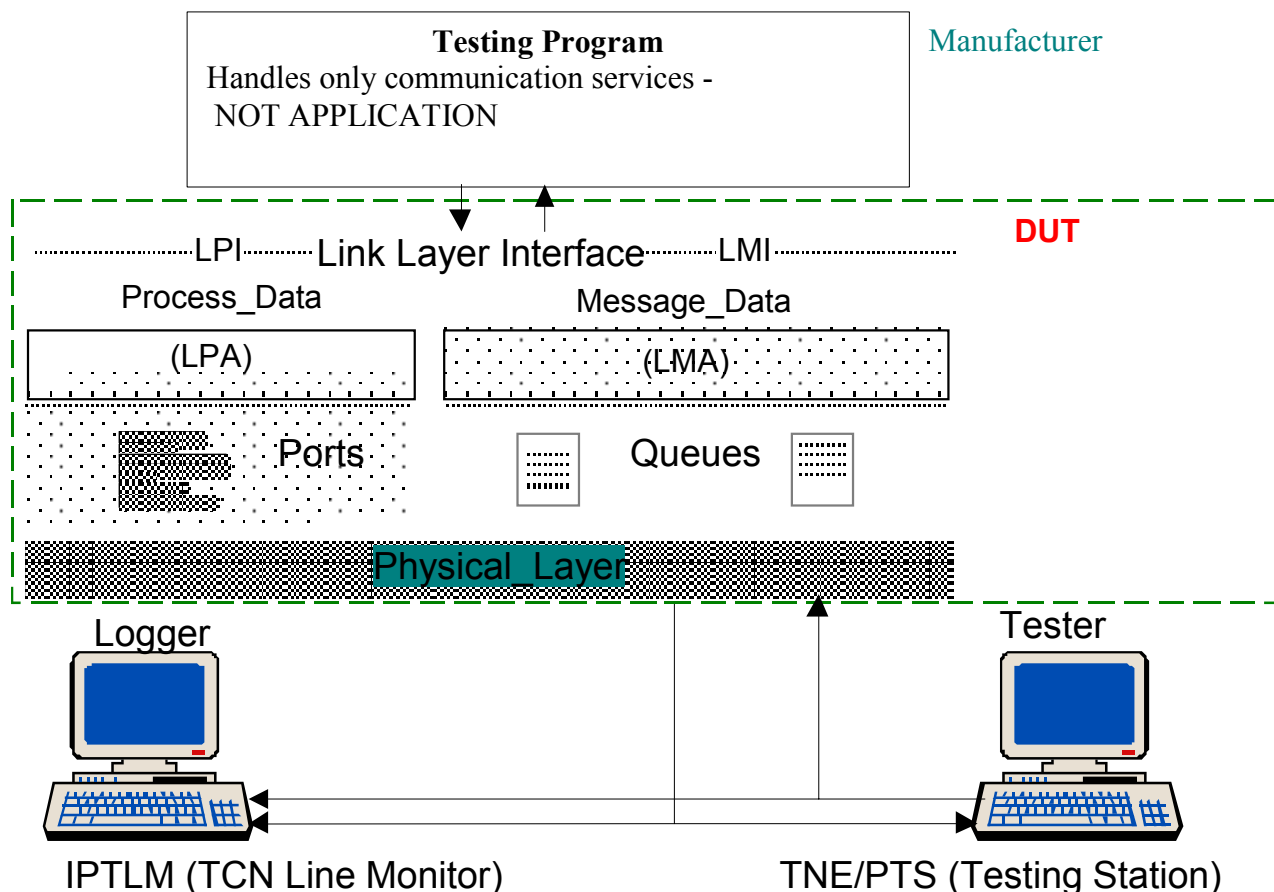 Testing Program
Manufacturer
Handles only communication services -
NOT APPLICATION
DUT
LPI Link Layer Interface LMI
Process_Data
Message_Data
(LPA)
(LMA)
Ports
Queues
Physical_Layer
Logger
Tester
IPTLM (TCN Line Monitor)
TNE/PTS (Testing Station)